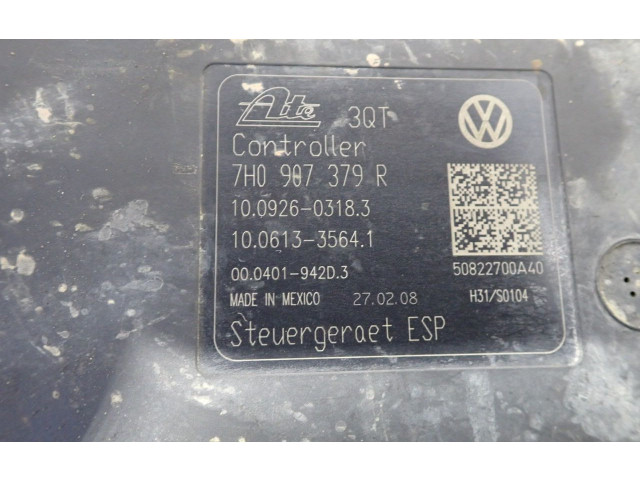 Ate 3QT
Controller
7H0 907 379 R
10.0926-0318.3
10.0613-3564.1
00.0401-942D.3
50822700A40
MADE IN MEXICO 27.02.08 H31/S0104
Steuergeraet ESP